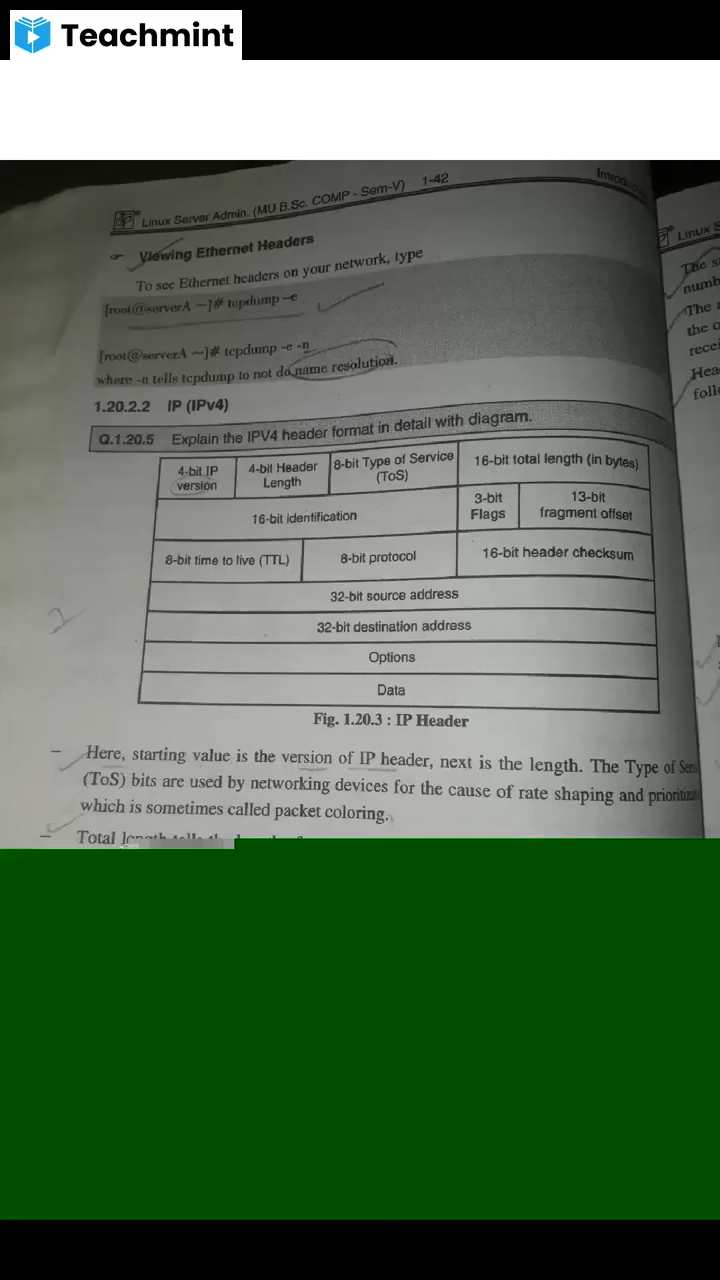 Teachmint
Linux Server Admin. (MU B.Sc. COMP - Sem-V) 1-42
Viewing Ethernet Headers
To see Ethernet headers on your network, type
[root@serverA ~]# tcpdump –e
[root@serverA ~]# tcpdump -e -n
where -n tells tcpdump to not do name resolution.
1.20.2.2 IP (IPv4)
Q.1.20.5 Explain the IPV4 header format in detail with diagram.
4-bit IP version
4-bit Header Length
8-bit Type of Service (ToS)
16-bit total length (in bytes)
16-bit identification
3-bit Flags
13-bit fragment offset
8-bit time to live (TTL)
8-bit protocol
16-bit header checksum
32-bit source address
32-bit destination address
Options
Data
Fig. 1.20.3 : IP Header
– Here, starting value is the version of IP header, next is the length. The Type of
(ToS) bits are used by networking devices for the cause of rate shaping and
which is sometimes called packet coloring.
– Total
Linux
The
The
the
2